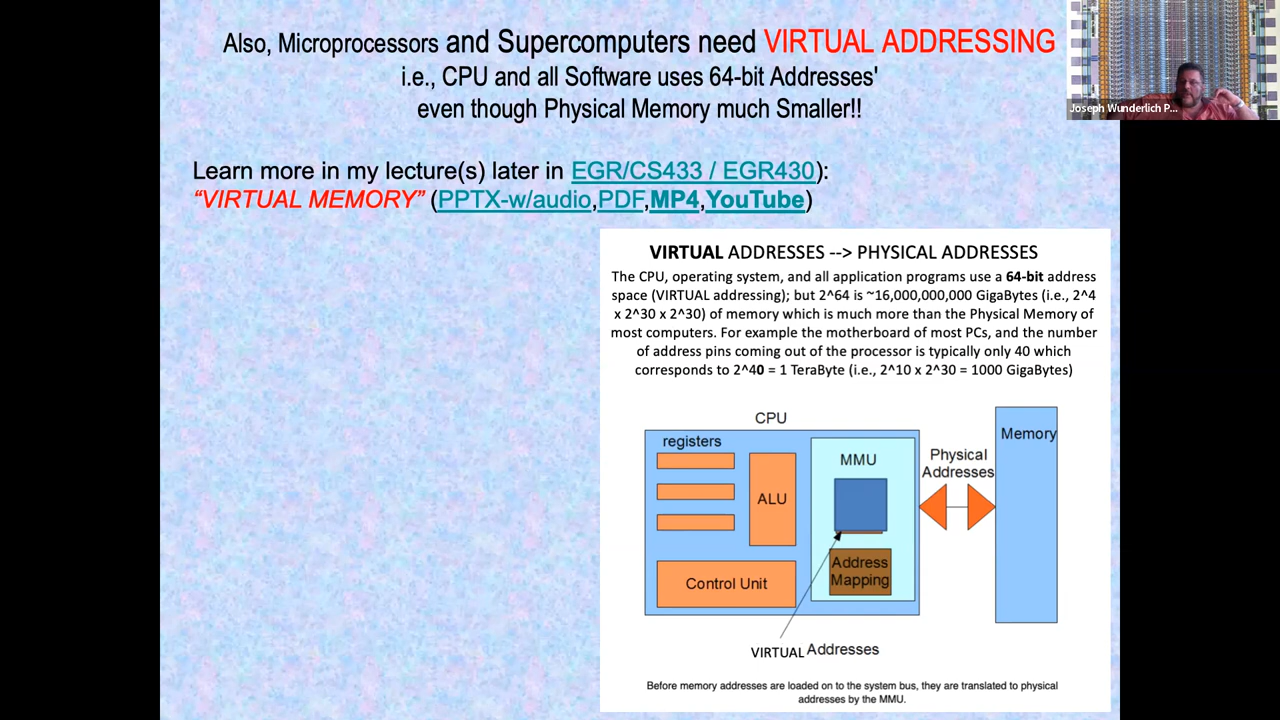 Also, Microprocessors and Supercomputers need VIRTUAL ADDRESSING
i.e., CPU and all Software uses 64-bit Addresses'
even though Physical Memory much Smaller!!
Joseph Wunderlich P...
Learn more in my lecture(s) later in EGR/CS433 / EGR430):
“VIRTUAL MEMORY” (PPTX-w/audio,PDF,MP4,YouTube)
VIRTUAL ADDRESSES --> PHYSICAL ADDRESSES
The CPU, operating system, and all application programs use a 64-bit address
space (VIRTUAL addressing); but 2^64 is ~16,000,000,000 GigaBytes (i.e., 2^4
x 2^30 x 2^30) of memory which is much more than the Physical Memory of
most computers. For example the motherboard of most PCs, and the number
of address pins coming out of the processor is typically only 40 which
corresponds to 2^40 = 1 TeraByte (i.e., 2^10 x 2^30 = 1000 GigaBytes)
CPU
registers
ALU
Control Unit
MMU
Address
Mapping
Physical
Addresses
Memory
VIRTUAL Addresses
Before memory addresses are loaded on to the system bus, they are translated to physical
addresses by the MMU.